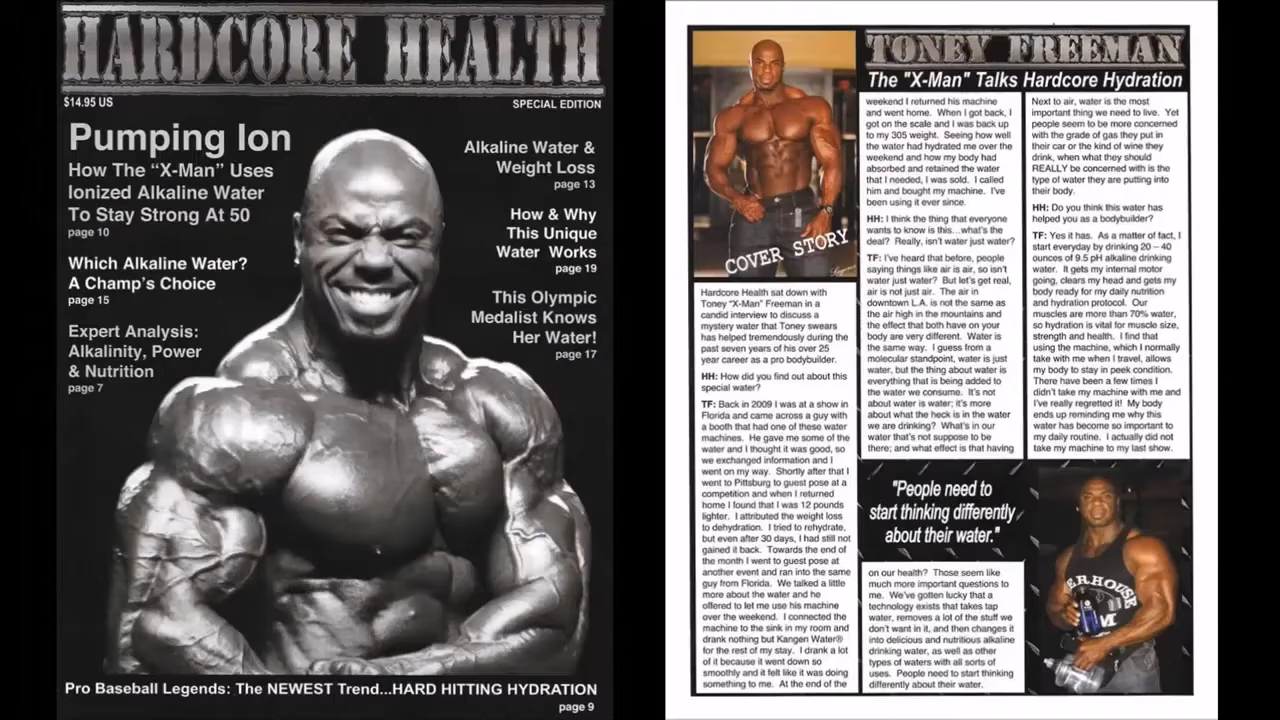 HARDCORE HEALTH
$14.95 US
SPECIAL EDITION
Pumping Ion
How The “X-Man” Uses
Ionized Alkaline Water
To Stay Strong At 50
page 10
Which Alkaline Water?
A Champ's Choice
page 15
Expert Analysis:
Alkalinity, Power
& Nutrition
page 7
Alkaline Water &
Weight Loss
page 13
How & Why
This Unique
Water Works
page 19
This Olympic
Medalist Knows
Her Water!
page 17
Pro Baseball Legends: The NEWEST Trend...HARD HITTING HYDRATION
page 9
TONEY FREEMAN
The "X-Man" Talks Hardcore Hydration
COVER STORY
Hardcore Health sat down with
Toney “X-Man” Freeman in a
candid interview to discuss a
mystery water that Toney swears
has helped tremendously during the
past seven years of his over 25
year career as a pro bodybuilder.
HH: How did you find out about this
special water?
TF: Back in 2009 I was at a show in
Florida and came across a guy with
a booth that had one of these water
machines. He gave me some of the
water and I thought it was good, so
we exchanged information and I
went on my way. Shortly after that I
went to Pittsburg to guest pose at a
competition and when I returned
home I found that I was 12 pounds
lighter. I attributed the weight loss
to dehydration. I tried to rehydrate,
but even after 30 days, I had still not
gained it back. Towards the end of
the month I went to guest pose at
another event and ran into the same
guy from Florida. We talked a little
more about the water and he
offered to let me use his machine
over the weekend. I connected the
machine to the sink in my room and
drank nothing but Kangen Water®
for the rest of my stay. I drank a lot
of it because it went down so
smoothly and it felt like it was doing
something to me. At the end of the
weekend I returned his machine
and went home. When I got back, I
got on the scale and I was back up
to my 305 weight. Seeing how well
the water had hydrated me over the
weekend and how my body had
absorbed and retained the water
that I needed, I was sold. I called
him and bought my machine. I've
been using it ever since.
HH: I think the thing that everyone
wants to know is this...what's the
deal? Really, isn't water just water?
TF: I've heard that before, people
saying things like air is air, so isn't
water just water? But let's get real,
air is not just air. The air in
downtown L.A. is not the same as
the air high in the mountains and
the effect that both have on your
body are very different. Water is
the same way. I guess from a
molecular standpoint, water is just
water, but the thing about water is
everything that is being added to
the water we consume. It's not
about water is water; it's more
about what the heck is in the water
we are drinking? What's in our
water that's not suppose to be
there; and what effect is that having
"People need to
start thinking differently
about their water."
on our health? Those seem like
much more important questions to
me. We've gotten lucky that a
technology exists that takes tap
water, removes a lot of the stuff we
don't want in it, and then changes it
into delicious and nutritious alkaline
drinking water, as well as other
types of waters with all sorts of
uses. People need to start thinking
differently about their water.
Next to air, water is the most
important thing we need to live. Yet
people seem to be more concerned
with the grade of gas they put in
their car or the kind of wine they
drink, when what they should
REALLY be concerned with is the
type of water they are putting into
their body.
HH: Do you think this water has
helped you as a bodybuilder?
TF: Yes it has. As a matter of fact, I
start everyday by drinking 20 – 40
ounces of 9.5 pH alkaline drinking
water. It gets my internal motor
going, clears my head and gets my
body ready for my daily nutrition
and hydration protocol. Our
muscles are more than 70% water,
so hydration is vital for muscle size,
strength and health. I find that
using the machine, which I normally
take with me when I travel, allows
my body to stay in peek condition.
There have been a few times I
didn't take my machine with me and
I've really regretted it! My body
ends up reminding me why this
water has become so important to
my daily routine. I actually did not
take my machine to my last show.